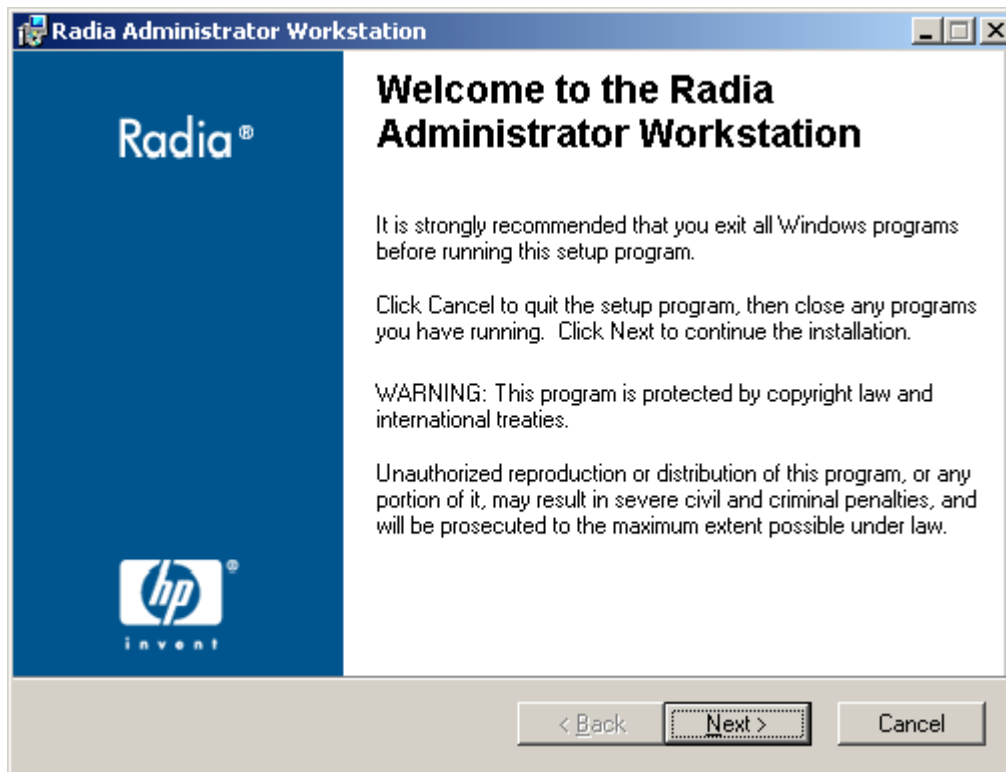 Radia Administrator Workstation
Radia®
Welcome to the Radia
Administrator Workstation
It is strongly recommended that you exit all Windows programs
before running this setup program.
Click Cancel to quit the setup program, then close any programs
you have running.  Click Next to continue the installation.
WARNING: This program is protected by copyright law and
international treaties.
Unauthorized reproduction or distribution of this program, or any
portion of it, may result in severe civil and criminal penalties, and
will be prosecuted to the maximum extent possible under law.
hp®
invent
< Back
Next >
Cancel